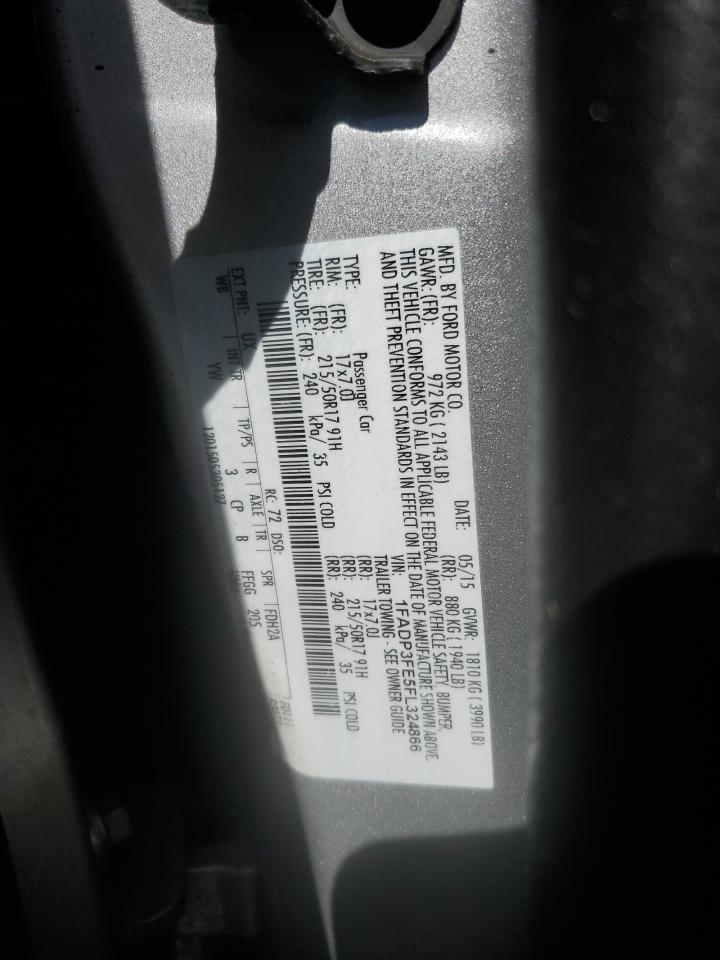 MFD. BY FORD MOTOR CO. DATE: 05/15 GVWR: 1810 KG ( 3990 LB)
GAWR: (FR): 972 KG ( 2143 LB) (RR): 880 KG ( 1940 LB)
THIS VEHICLE CONFORMS TO ALL APPLICABLE FEDERAL MOTOR VEHICLE SAFETY, BUMPER,
AND THEFT PREVENTION STANDARDS IN EFFECT ON THE DATE OF MANUFACTURE SHOWN ABOVE.
VIN: 1FADP3FE5FL324866
TYPE: Passenger Car TRAILER TOWING - SEE OWNER GUIDE
RIM: (FR): 17x7.0J (RR): 17x7.0J
TIRE: (FR): 215/50R17 91H (RR): 215/50R17 91H
PRESSURE: (FR): 240 kPa/ 35 PSI COLD (RR): 240 kPa/ 35 PSI COLD
RC: 72 DSO: FDH2A
EXT PNT: UX INT TR TP/PS R AXLE TR SPR
WB YW 3 CP B FFGG 205
1201505305127